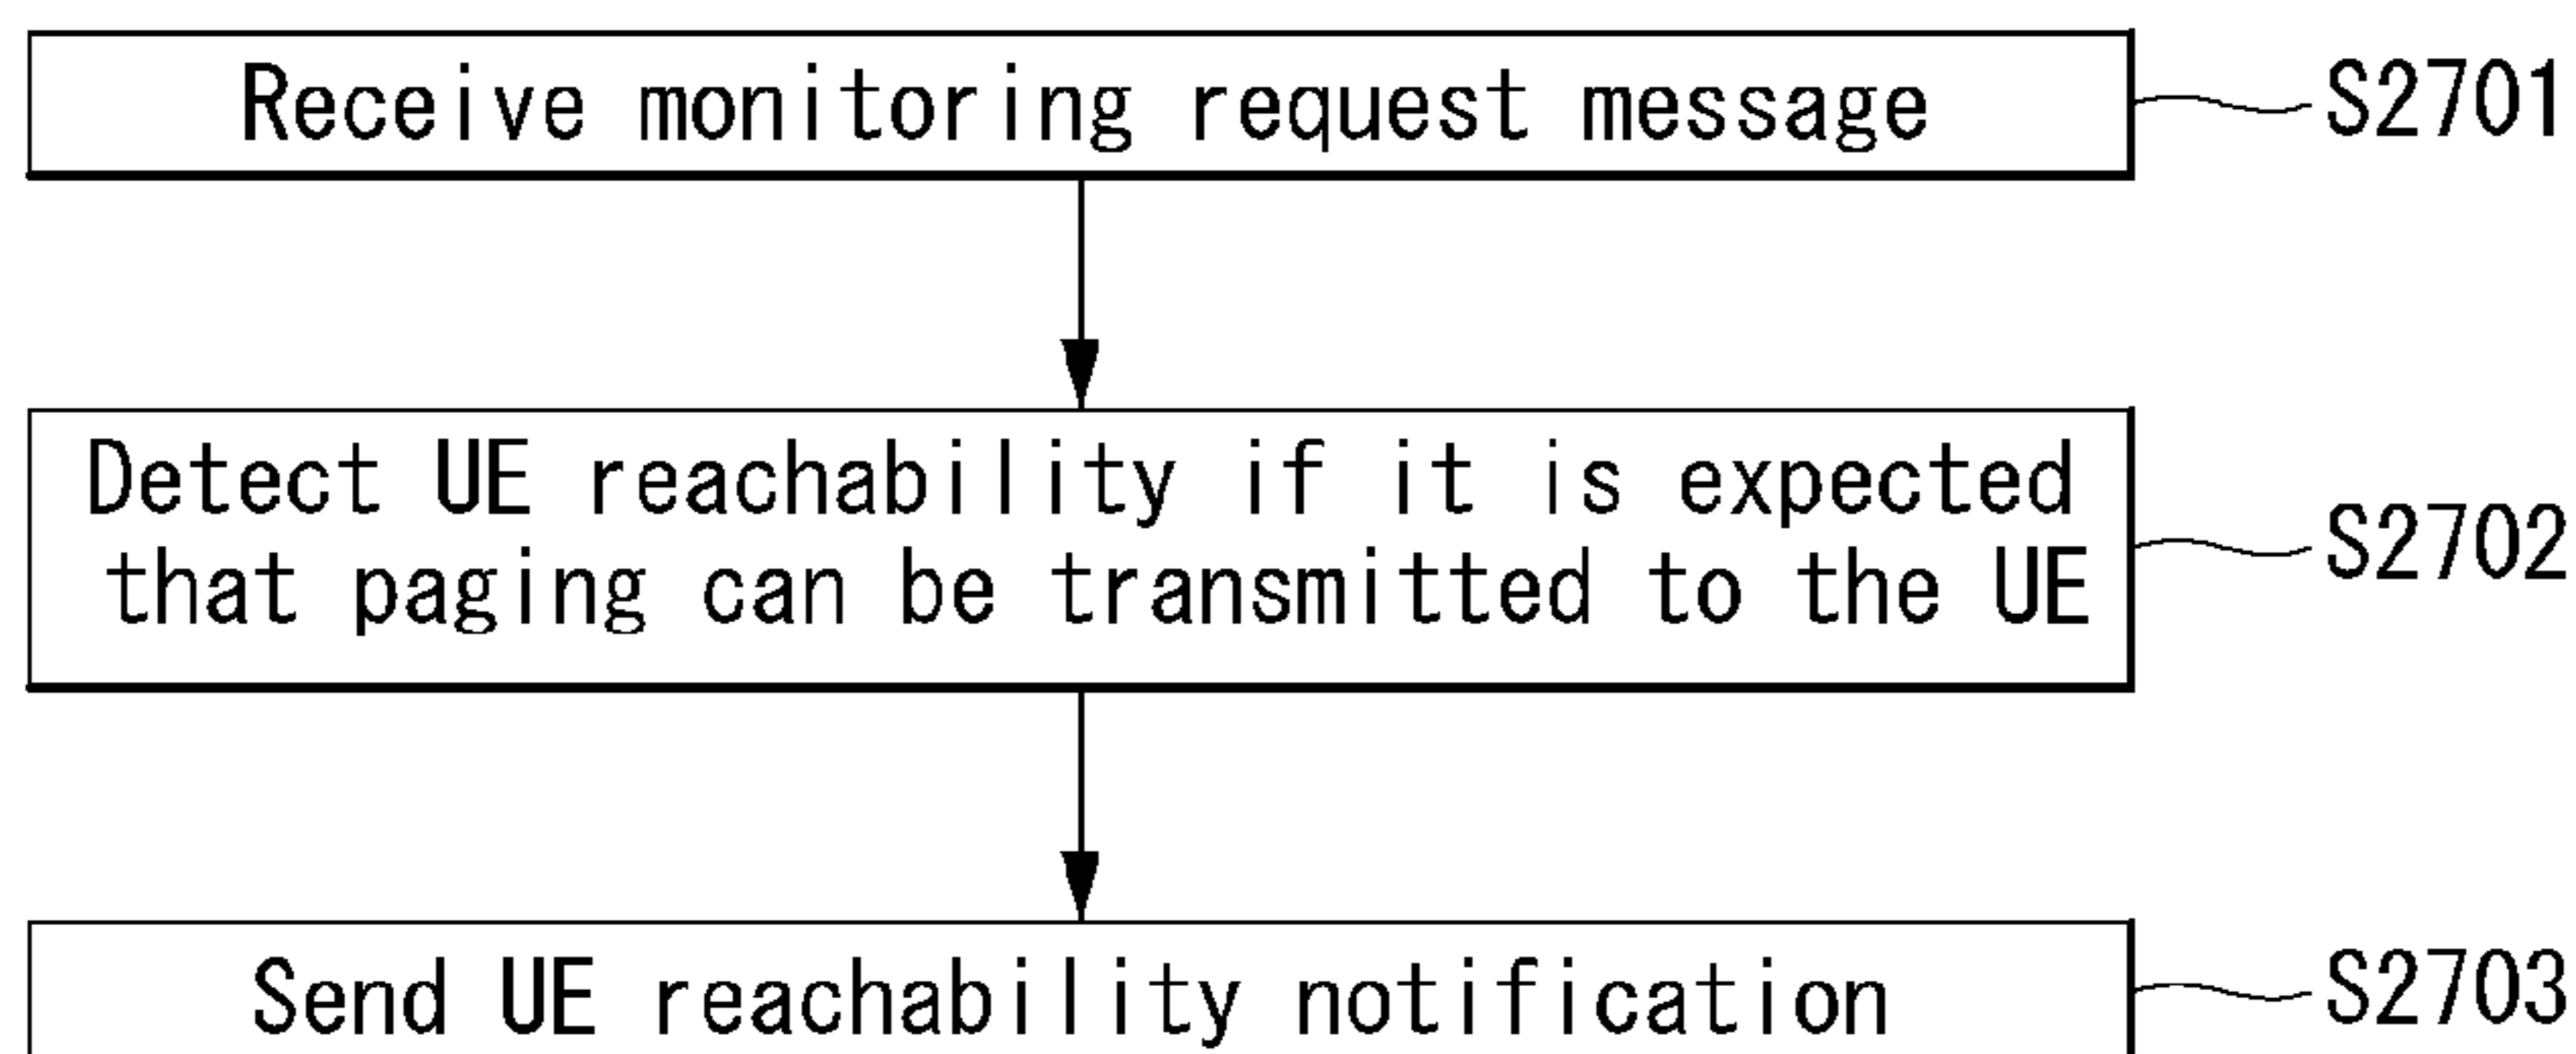 Receive monitoring request message
S2701
Detect UE reachability if it is expected
that paging can be transmitted to the UE
S2702
Send UE reachability notification
S2703